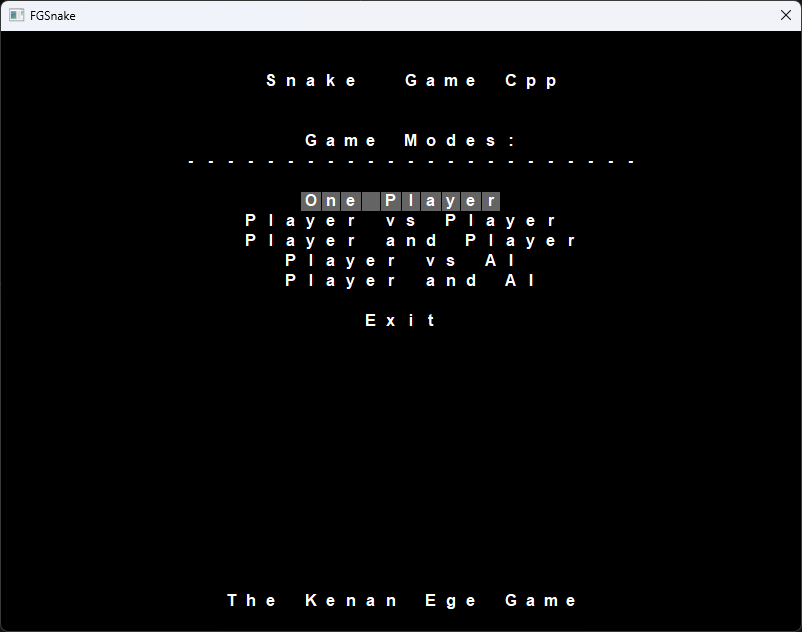 FGSnake
Snake Game Cpp
Game Modes:
- - - - - - - - - - - - - - - - - - - - - - -
One Player
Player vs Player
Player and Player
Player vs AI
Player and AI
Exit
The Kenan Ege Game